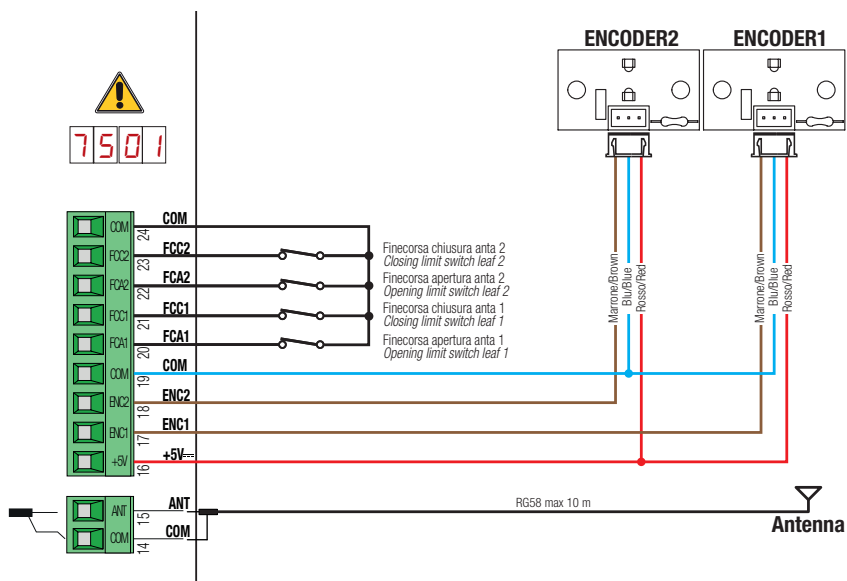 ENCODER2
ENCODER1
7501
COM
COM
24
FCC2
FCC2
23
FCA2
FCA2
22
FCC1
FCC1
21
FCA1
FCA1
20
COM
COM
19
ENC2
ENC2
18
ENC1
ENC1
17
+5V
+5V
16
Finecorsa chiusura anta 2
Closing limit switch leaf 2
Finecorsa apertura anta 2
Opening limit switch leaf 2
Finecorsa chiusura anta 1
Closing limit switch leaf 1
Finecorsa apertura anta 1
Opening limit switch leaf 1
Marrone/Brown
Blu/Blue
Rosso/Red
Marrone/Brown
Blu/Blue
Rosso/Red
ANT
ANT
15
COM
COM
14
RG58 max 10 m
Antenna